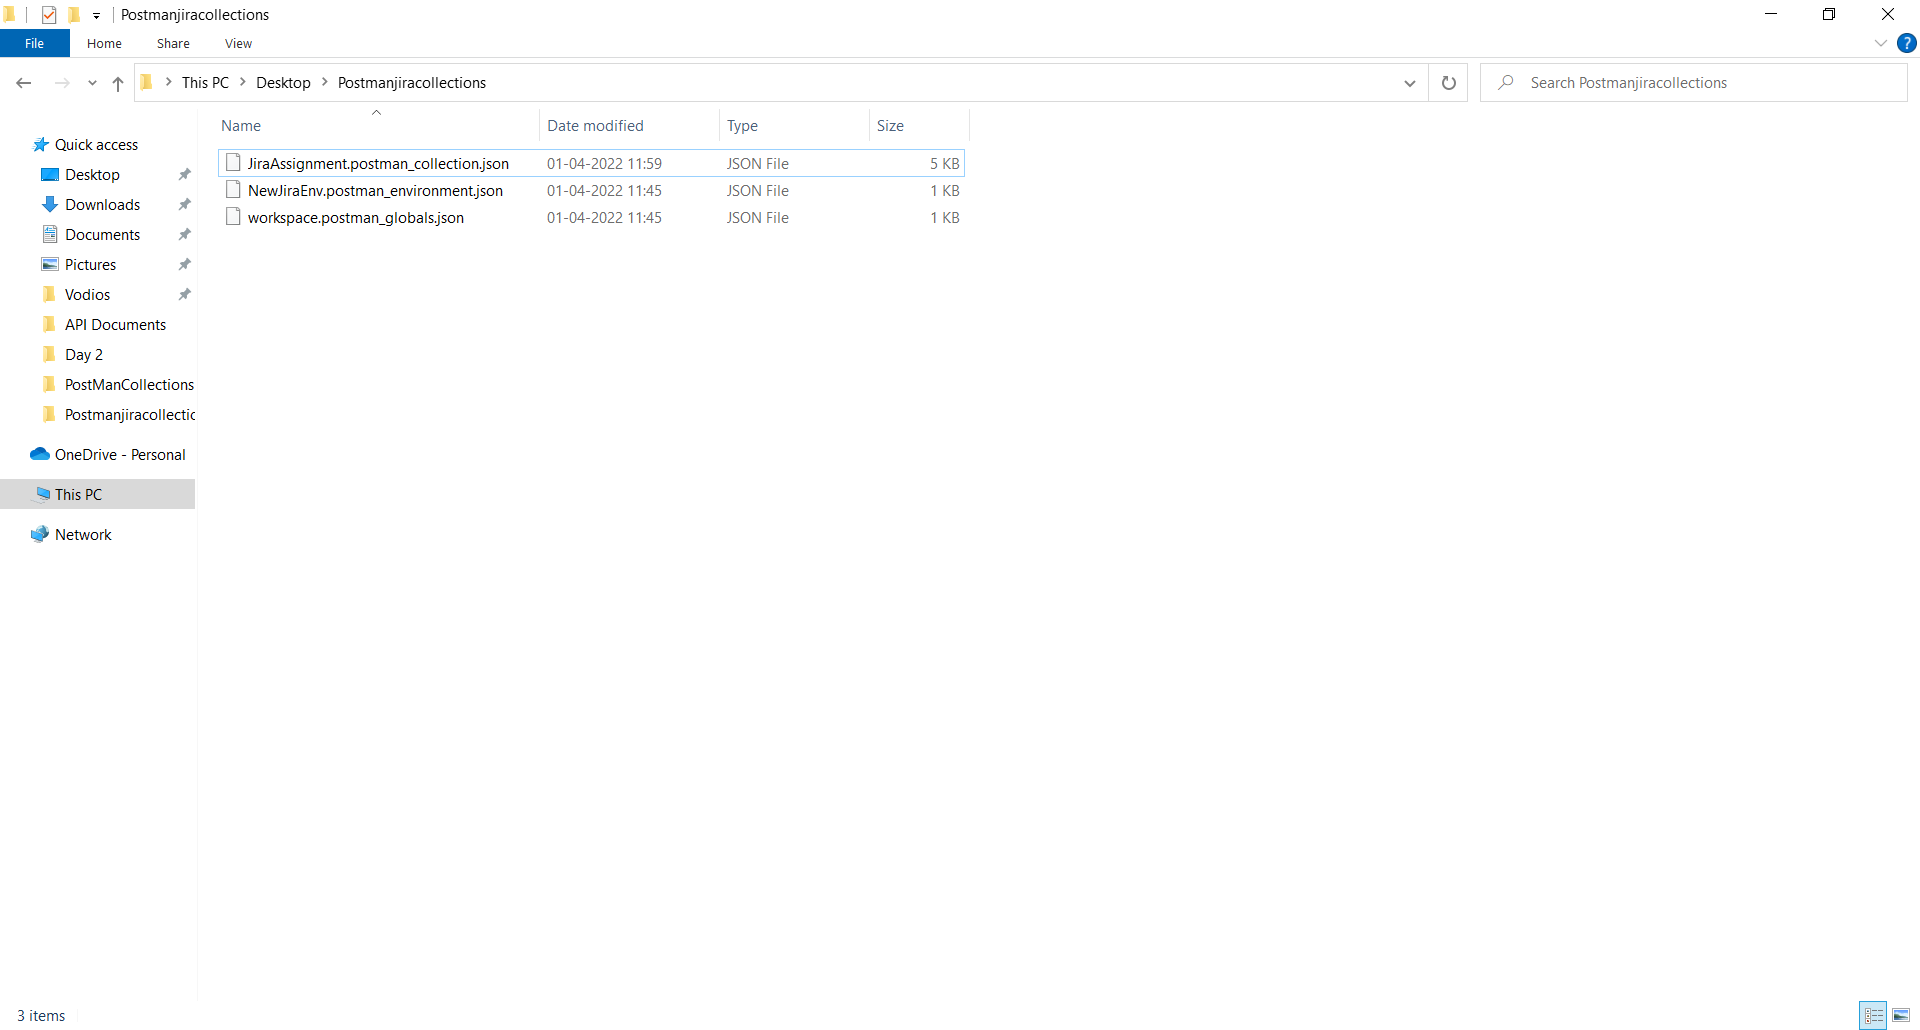 Postmanjiracollections
File Home Share View
This PC Desktop Postmanjiracollections
Search Postmanjiracollections
Name Date modified Type Size
JiraAssignment.postman_collection.json 01-04-2022 11:59 JSON File 5 KB
NewJiraEnv.postman_environment.json 01-04-2022 11:45 JSON File 1 KB
workspace.postman_globals.json 01-04-2022 11:45 JSON File 1 KB
Quick access
Desktop
Downloads
Documents
Pictures
Vodios
API Documents
Day 2
PostManCollections
Postmanjiracollectic
OneDrive - Personal
This PC
Network
3 items